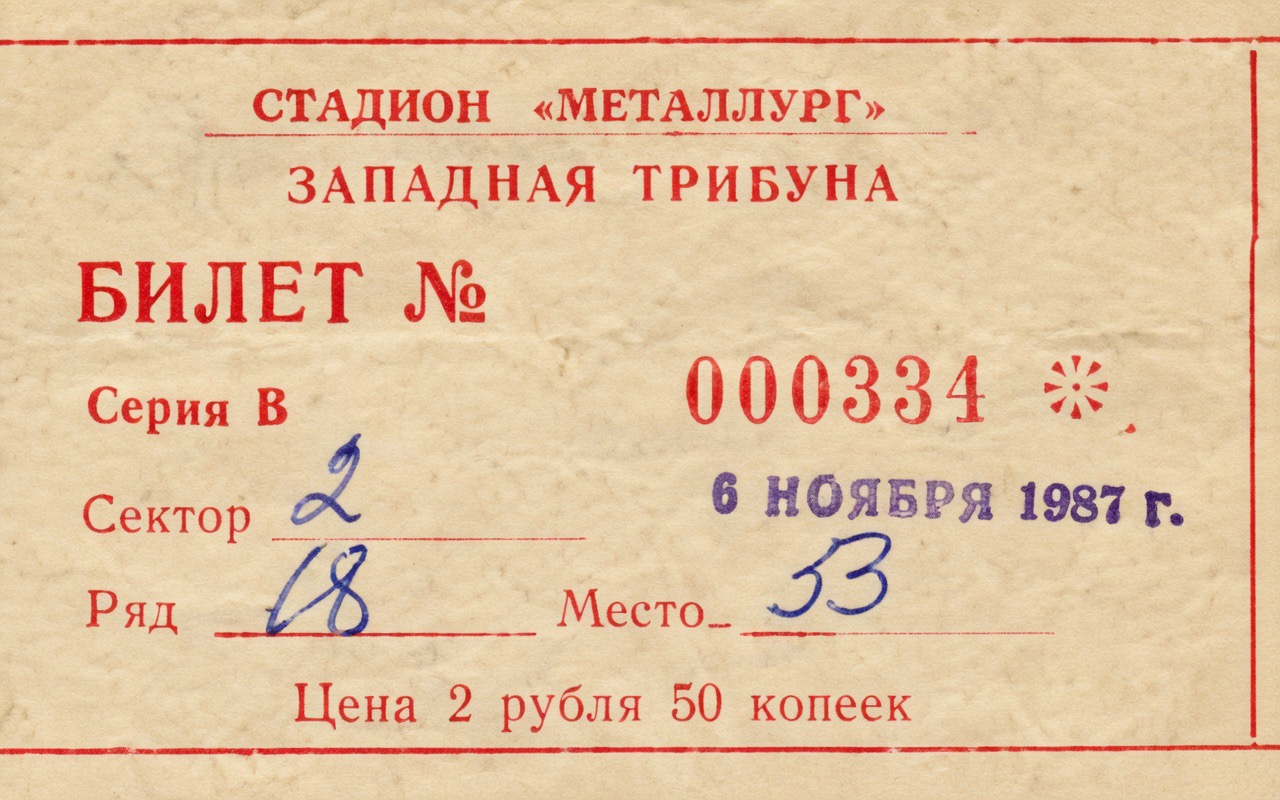 СТАДИОН «МЕТАЛЛУРГ»
ЗАПАДНАЯ ТРИБУНА
БИЛЕТ №
000334
Серия В
6 НОЯБРЯ 1987 г.
Сектор 2
Ряд 18 Место 53
Цена 2 рубля 50 копеек